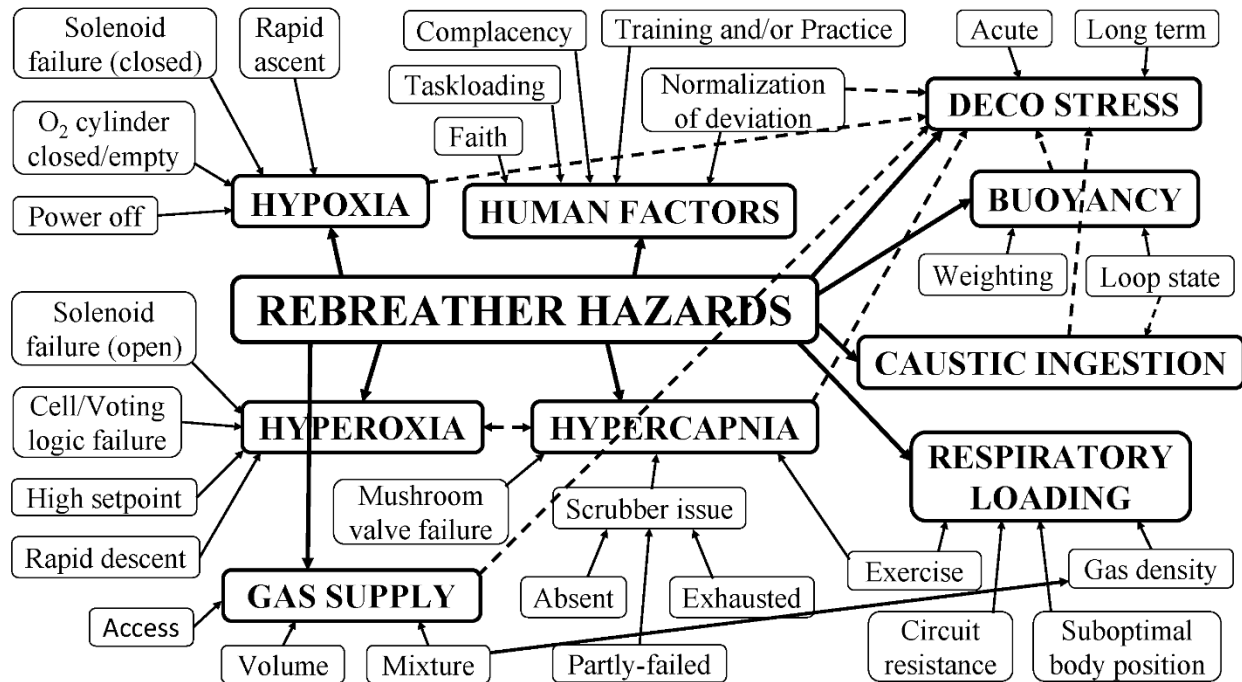 Solenoid
failure (closed)
Rapid
ascent
Complacency
Training and/or Practice
Acute
Long term
Taskloading
Normalization
of deviation
DECO STRESS
O₂ cylinder
closed/empty
Faith
Power off
HYPOXIA
HUMAN FACTORS
BUOYANCY
Weighting
Loop state
REBREATHER HAZARDS
Solenoid
failure (open)
CAUSTIC INGESTION
Cell/Voting
logic failure
HYPEROXIA
HYPERCAPNIA
RESPIRATORY
LOADING
High setpoint
Mushroom
valve failure
Scrubber issue
Rapid descent
GAS SUPPLY
Absent
Exhausted
Exercise
Gas density
Access
Volume
Mixture
Partly-failed
Circuit
resistance
Suboptimal
body position